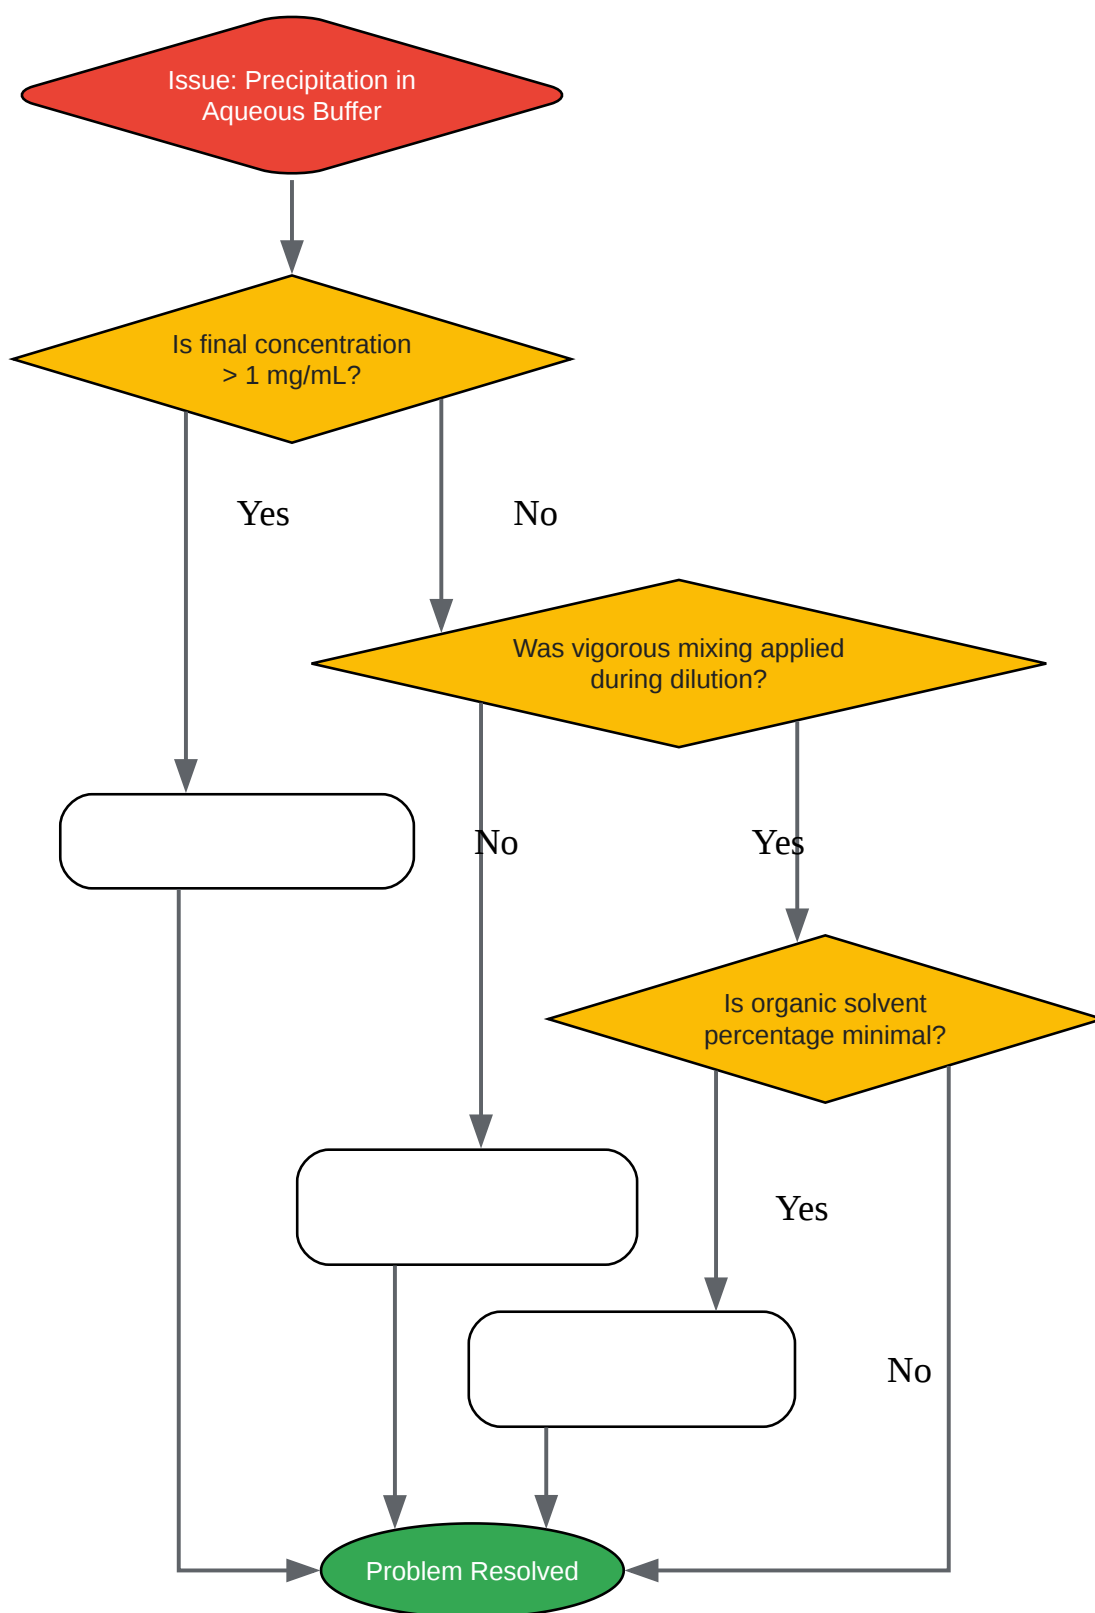 Issue: Precipitation in
Aqueous Buffer
Is final concentration
> 1 mg/mL?
Yes
No
Was vigorous mixing applied
during dilution?
No
Yes
Is organic solvent
percentage minimal?
Yes
No
Problem Resolved